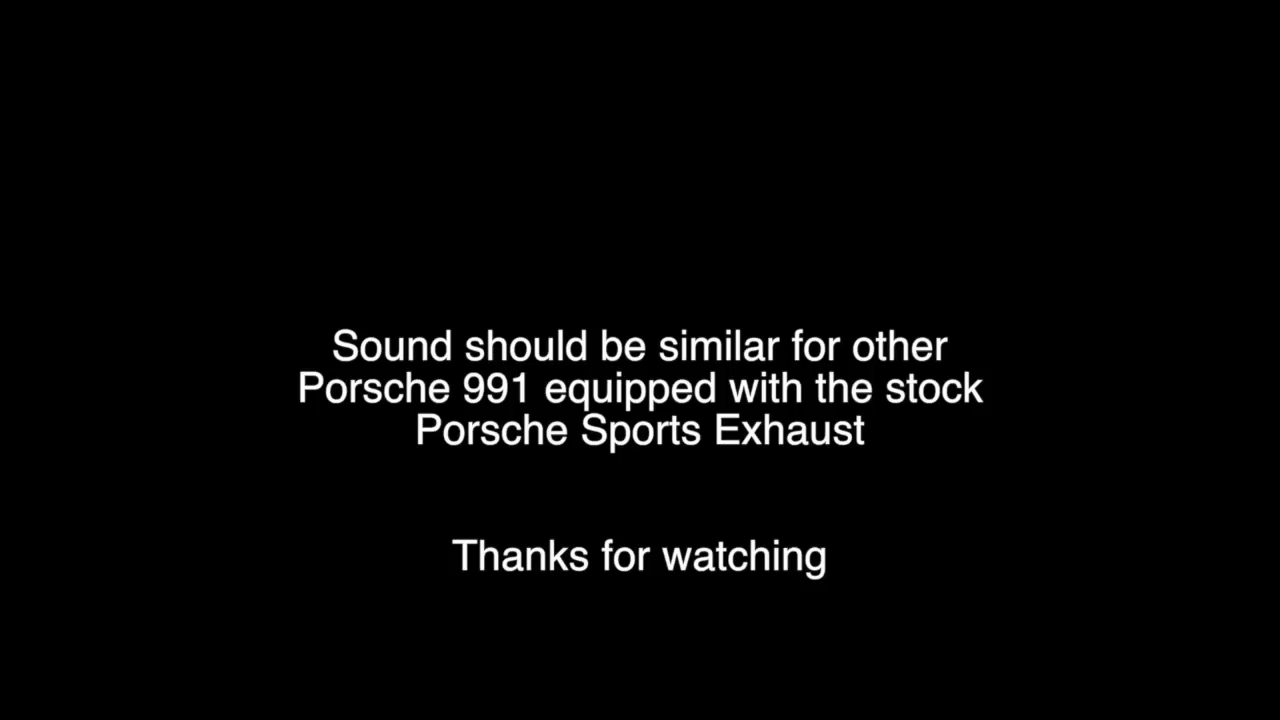 Sound should be similar for other
Porsche 991 equipped with the stock
Porsche Sports Exhaust
Thanks for watching